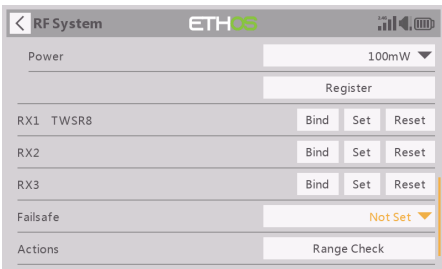 RF System ETHOS
Power 100mW
Register
RX1 TWSR8 Bind Set Reset
RX2 Bind Set Reset
RX3 Bind Set Reset
Failsafe Not Set
Actions Range Check